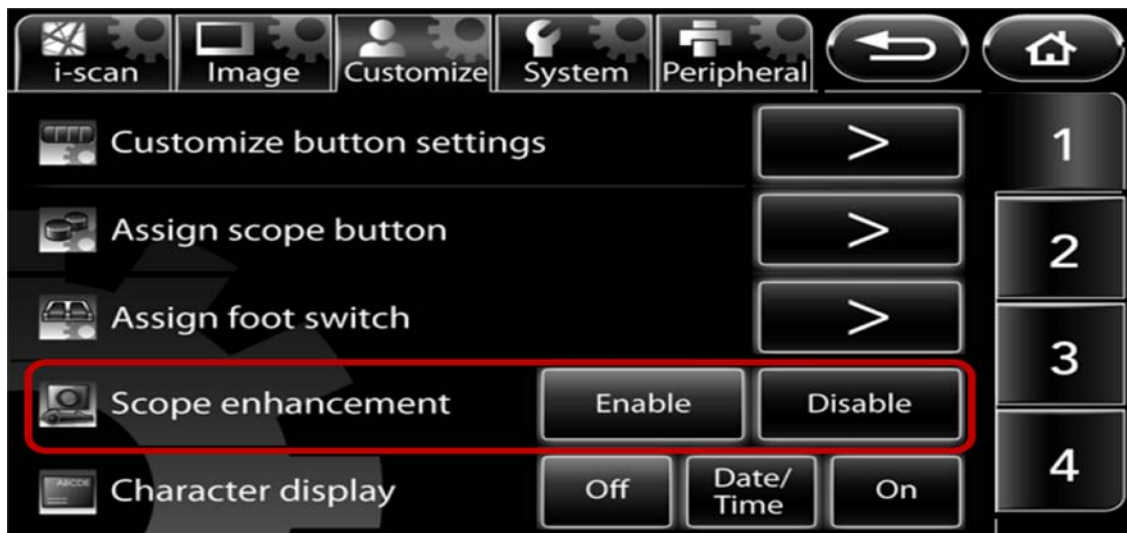 i-scan Image Customize System Peripheral
Customize button settings > 1
Assign scope button > 2
Assign foot switch > 3
Scope enhancement Enable Disable
Character display Off Date/Time On 4